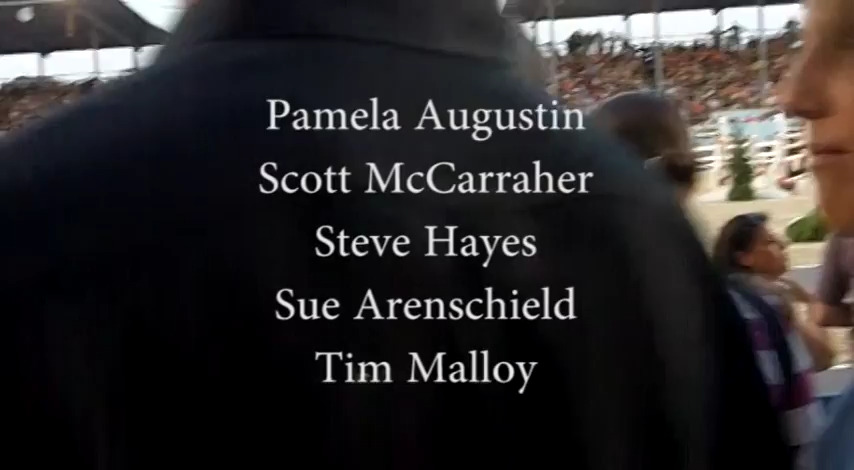 Pamela Augustin
Scott McCarraher
Steve Hayes
Sue Arenschield
Tim Malloy